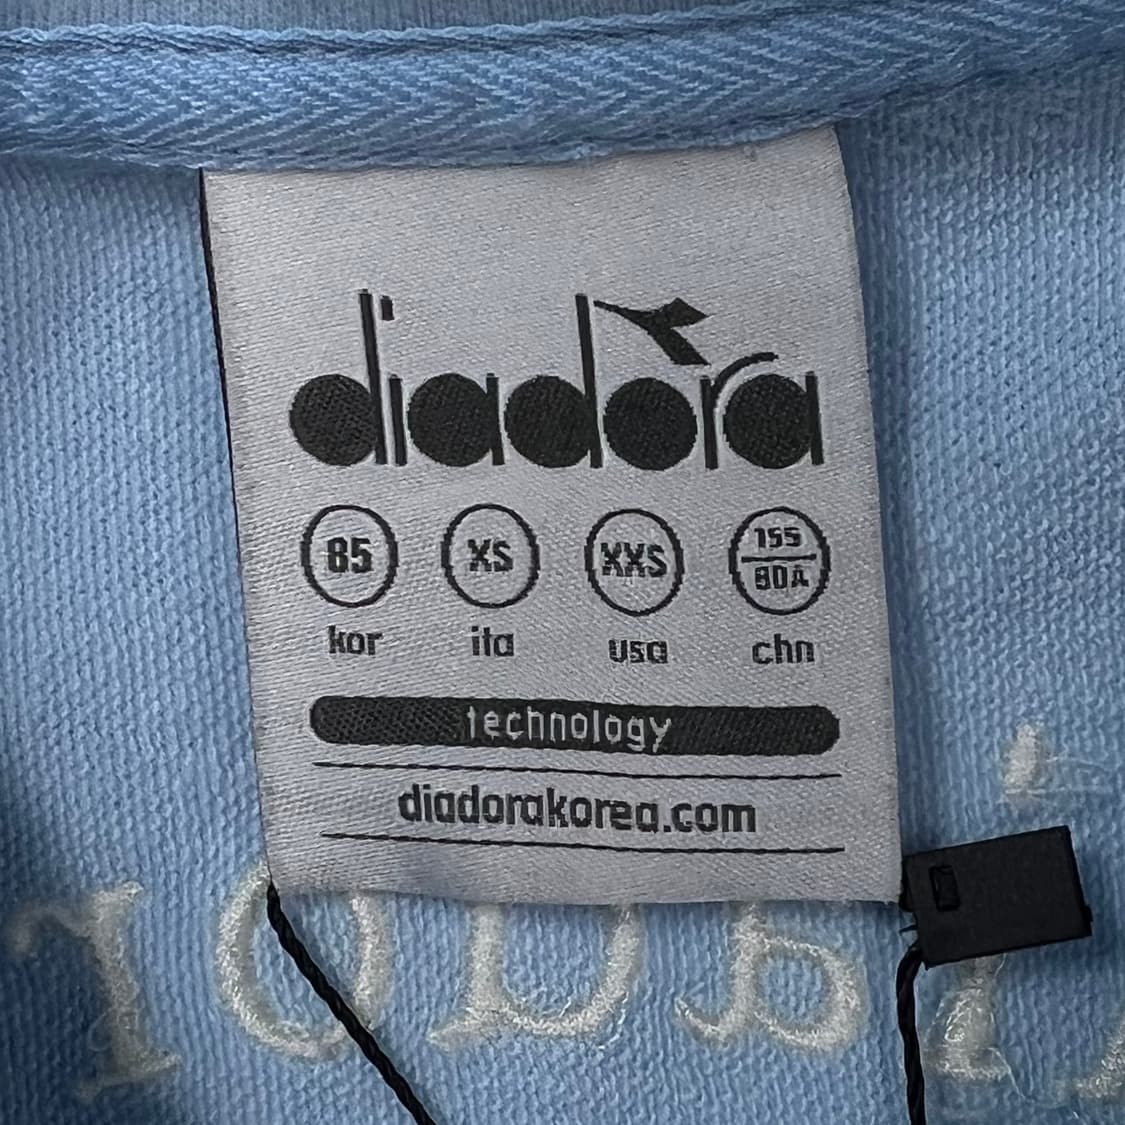 diadora
85 XS XXS 155
80A
kor ita usa chn
technology
diadorakorea.com